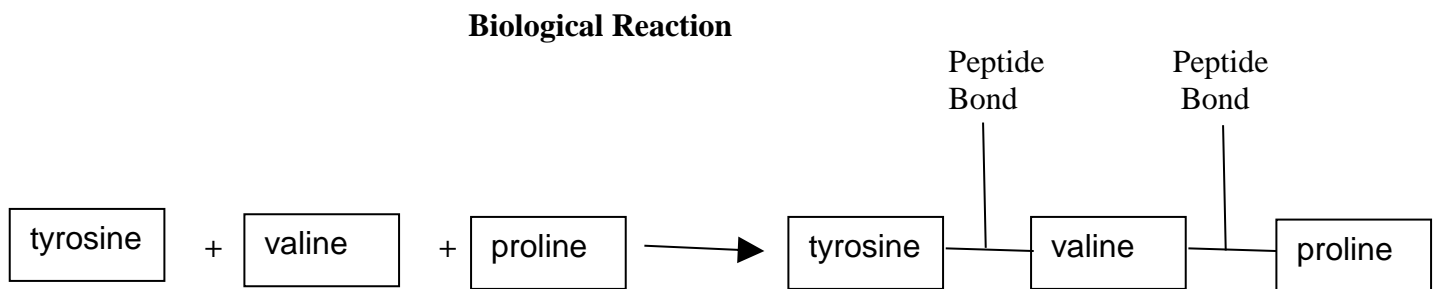 Biological Reaction
Peptide
Bond
Peptide
Bond
tyrosine + valine + proline tyrosine valine proline